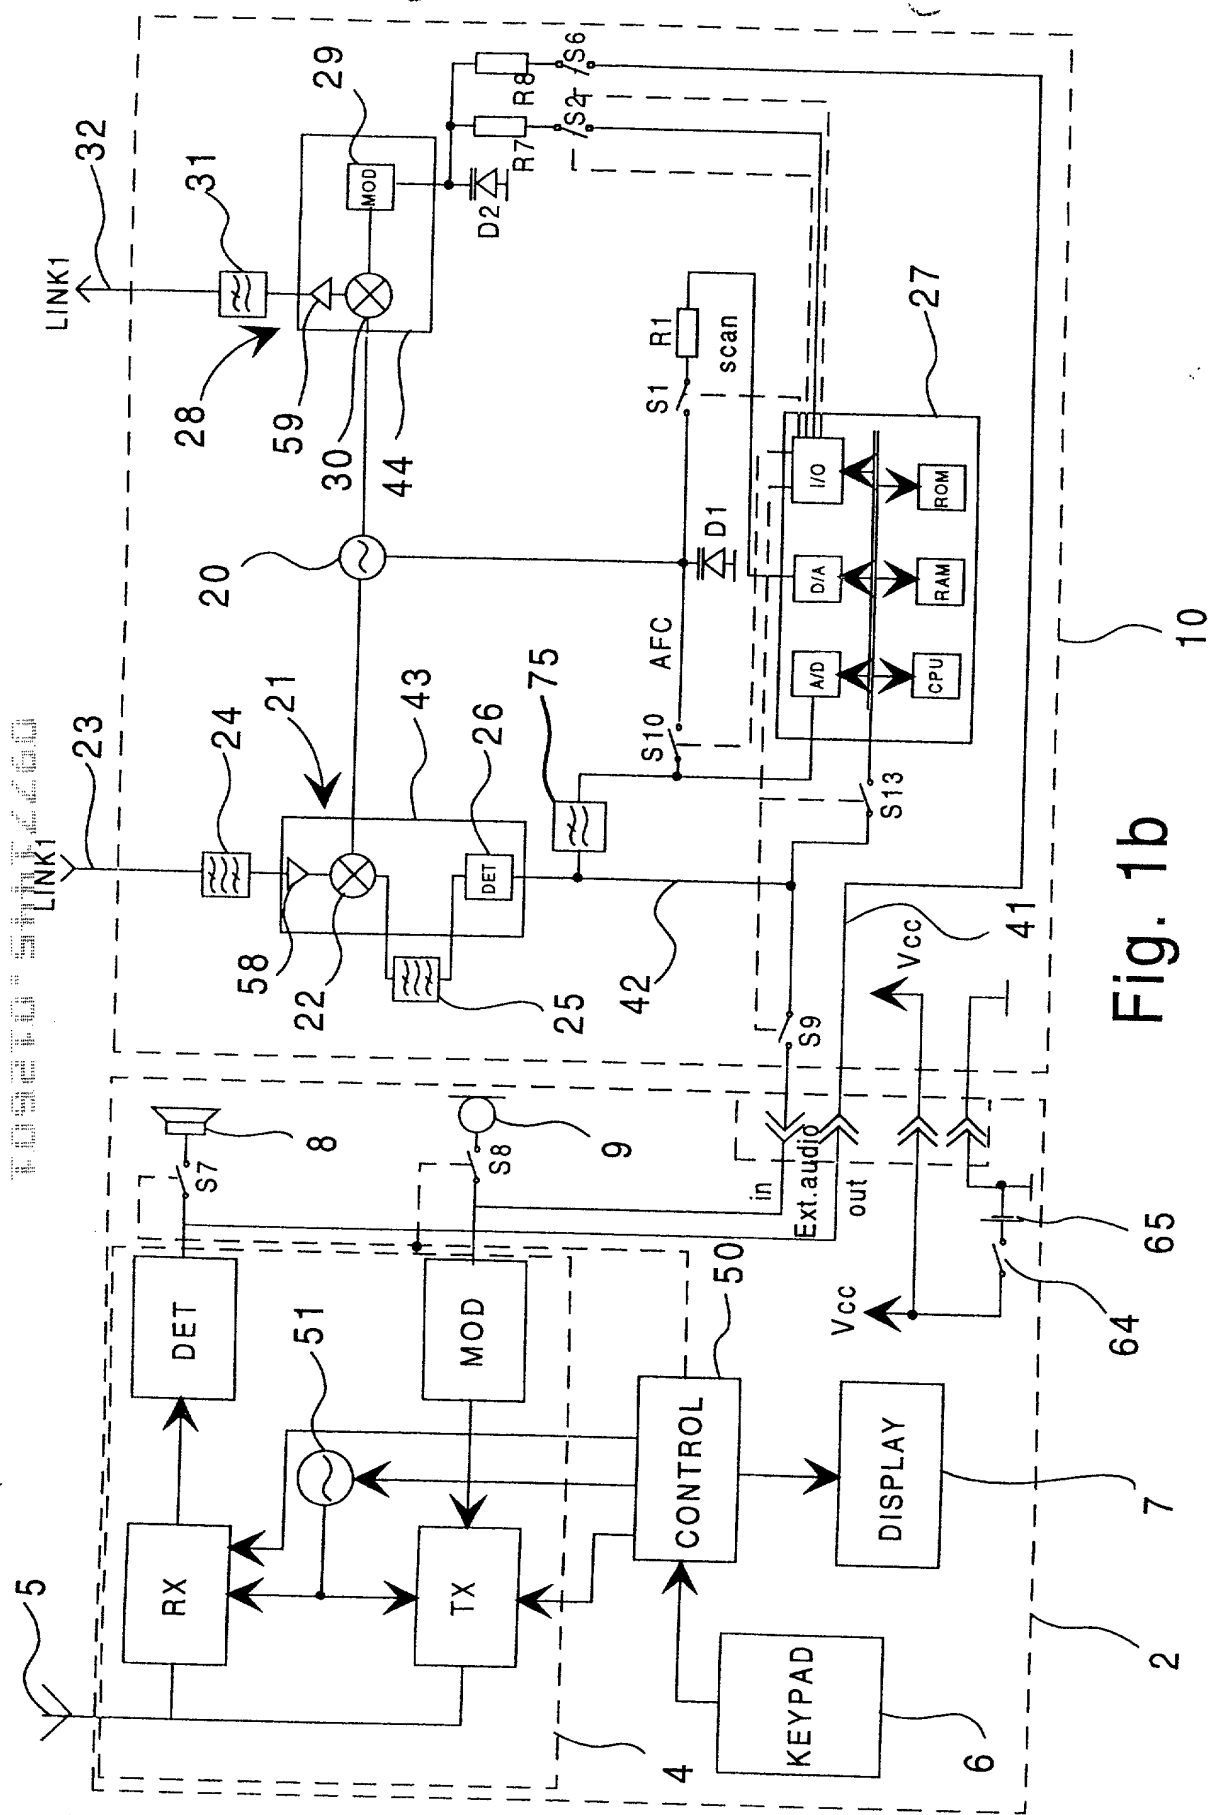 LINK1
32
31
29
28
59
30
44
MOD
D2
R7
R8
S2
S6
20
LINK1
23
24
21
43
26
75
58
22
25
DET
42
AFC
S10
D1
S1
R1
scan
27
I/O
D/A
A/D
ROM
RAM
CPU
S13
S9
41
Vcc
10
5
RX
TX
DET
MOD
51
S7
8
S8
9
in
Ext.audio
out
50
CONTROL
DISPLAY
7
KEYPAD
6
4
2
Vcc
64
65
Fig. 1b